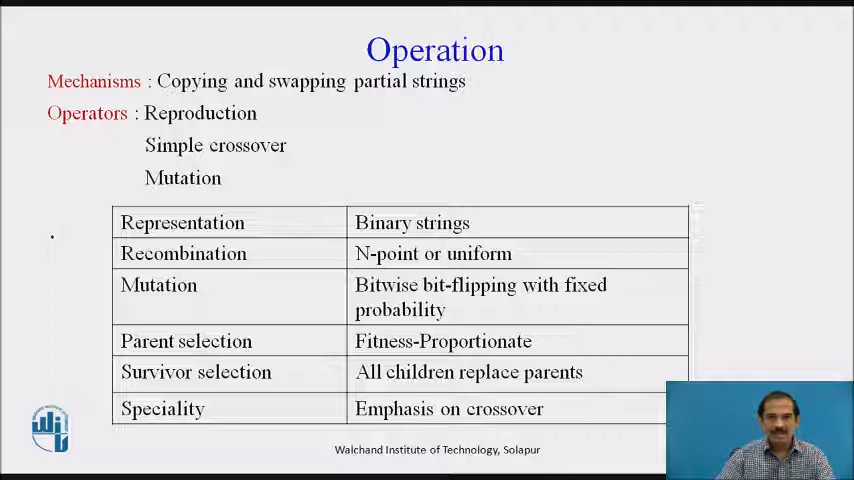 Operation
Mechanisms : Copying and swapping partial strings
Operators : Reproduction
Simple crossover
Mutation
Representation Binary strings
Recombination N-point or uniform
Mutation Bitwise bit-flipping with fixed
probability
Parent selection Fitness-Proportionate
Survivor selection All children replace parents
Speciality Emphasis on crossover
Walchand Institute of Technology, Solapur